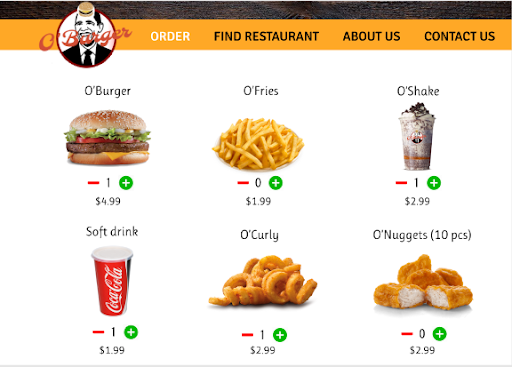 O'Burger
ORDER FIND RESTAURANT ABOUT US CONTACT US
O'Burger O'Fries O'Shake
1 0 1
$4.99 $1.99 $2.99
Soft drink O'Curly O'Nuggets (10 pcs)
Coca-Cola
1 1 0
$1.99 $2.99 $2.99